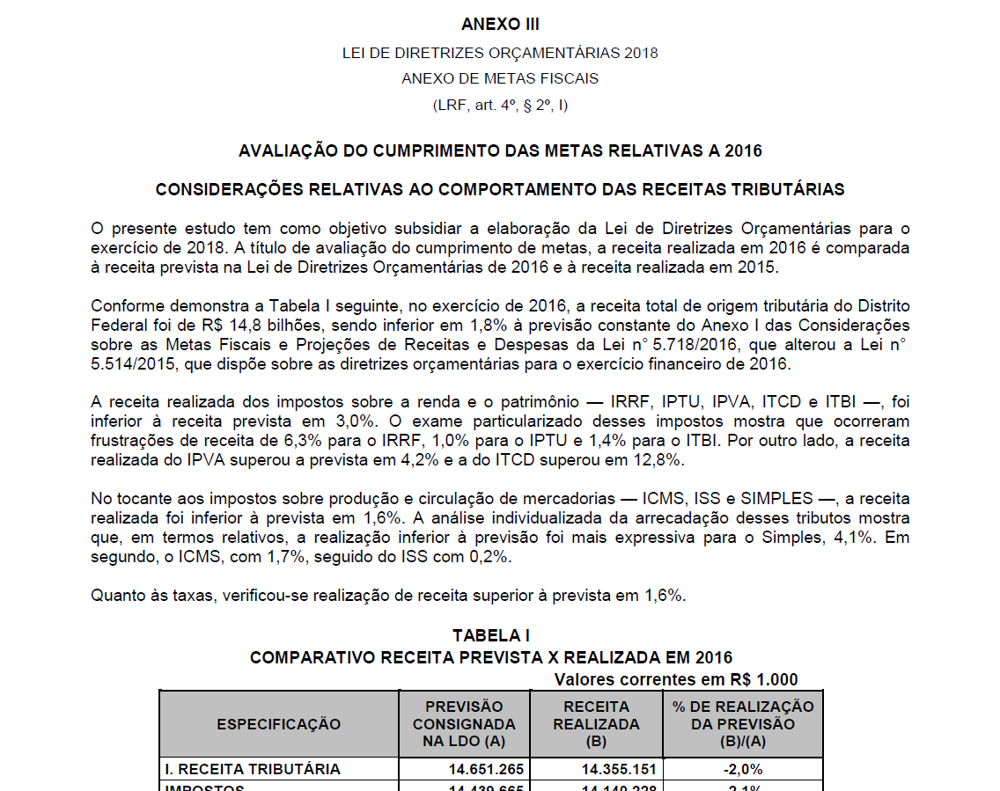 ANEXO III
LEI DE DIRETRIZES ORÇAMENTÁRIAS 2018
ANEXO DE METAS FISCAIS
(LRF, art. 4º, § 2º, I)
AVALIAÇÃO DO CUMPRIMENTO DAS METAS RELATIVAS A 2016
CONSIDERAÇÕES RELATIVAS AO COMPORTAMENTO DAS RECEITAS TRIBUTÁRIAS
O presente estudo tem como objetivo subsidiar a elaboração da Lei de Diretrizes Orçamentárias para o
exercício de 2018. A título de avaliação do cumprimento de metas, a receita realizada em 2016 é comparada
à receita prevista na Lei de Diretrizes Orçamentárias de 2016 e à receita realizada em 2015.
Conforme demonstra a Tabela I seguinte, no exercício de 2016, a receita total de origem tributária do Distrito
Federal foi de R$ 14,8 bilhões, sendo inferior em 1,8% à previsão constante do Anexo I das Considerações
sobre as Metas Fiscais e Projeções de Receitas e Despesas da Lei n° 5.718/2016, que alterou a Lei n°
5.514/2015, que dispõe sobre as diretrizes orçamentárias para o exercício financeiro de 2016.
A receita realizada dos impostos sobre a renda e o patrimônio — IRRF, IPTU, IPVA, ITCD e ITBI —, foi
inferior à receita prevista em 3,0%. O exame particularizado desses impostos mostra que ocorreram
frustrações de receita de 6,3% para o IRRF, 1,0% para o IPTU e 1,4% para o ITBI. Por outro lado, a receita
realizada do IPVA superou a prevista em 4,2% e a do ITCD superou em 12,8%.
No tocante aos impostos sobre produção e circulação de mercadorias — ICMS, ISS e SIMPLES —, a receita
realizada foi inferior à prevista em 1,6%. A análise individualizada da arrecadação desses tributos mostra
que, em termos relativos, a realização inferior à previsão foi mais expressiva para o Simples, 4,1%. Em
segundo, o ICMS, com 1,7%, seguido do ISS com 0,2%.
Quanto às taxas, verificou-se realização de receita superior à prevista em 1,6%.
TABELA I
COMPARATIVO RECEITA PREVISTA X REALIZADA EM 2016
Valores correntes em R$ 1.000
ESPECIFICAÇÃO PREVISÃO CONSIGNADA NA LDO (A) RECEITA REALIZADA (B) % DE REALIZAÇÃO DA PREVISÃO (B)/(A)
I. RECEITA TRIBUTÁRIA 14.651.265 14.355.151 -2,0%
IMPOSTOS 14.439.665 14.140.228 -2,1%